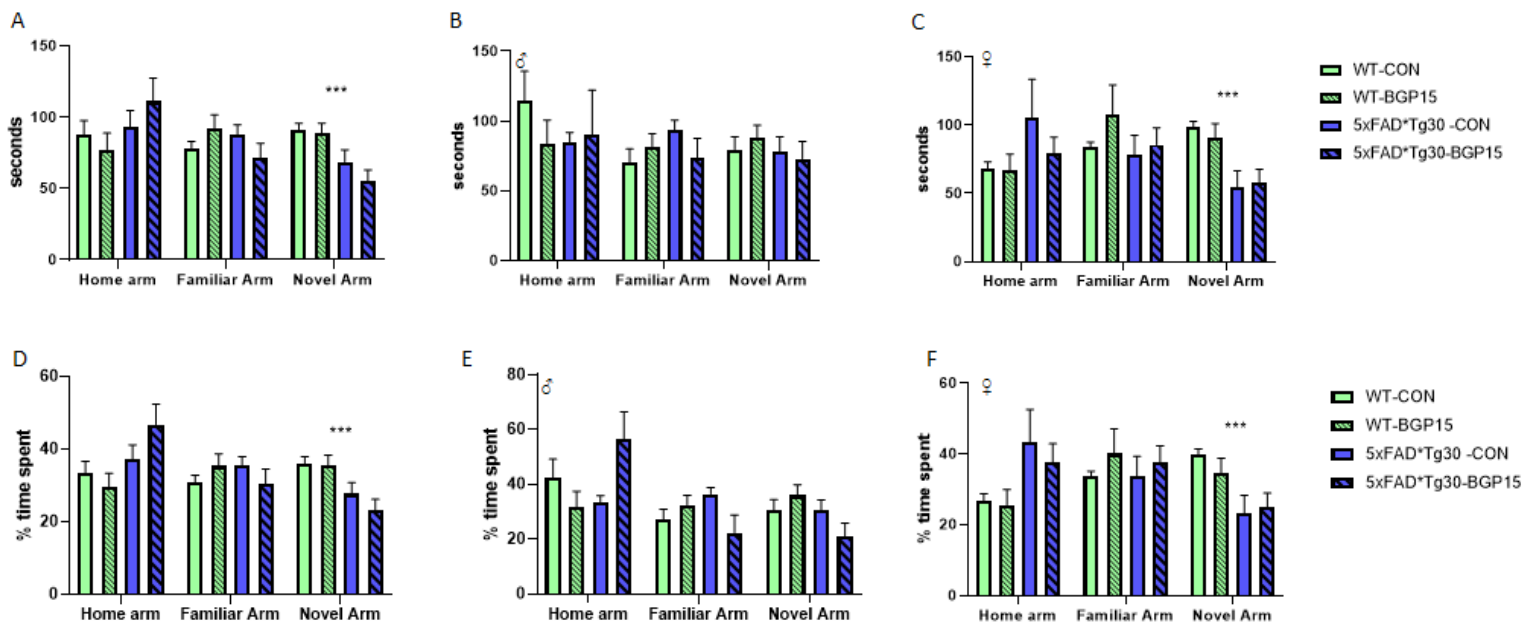 A
seconds
150
100
50
0
***
Home arm
Familiar Arm
Novel Arm
B
♂
seconds
150
100
50
0
Home arm
Familiar Arm
Novel Arm
C
♀
seconds
150
100
50
0
***
Home arm
Familiar Arm
Novel Arm
WT-CON
WT-BGP15
5xFAD*Tg30 -CON
5xFAD*Tg30-BGP15
D
% time spent
60
40
20
0
***
Home arm
Familiar Arm
Novel Arm
E
♂
% time spent
80
60
40
20
0
Home arm
Familiar Arm
Novel Arm
F
♀
% time spent
60
40
20
0
***
Home arm
Familiar Arm
Novel Arm
WT-CON
WT-BGP15
5xFAD*Tg30 -CON
5xFAD*Tg30-BGP15